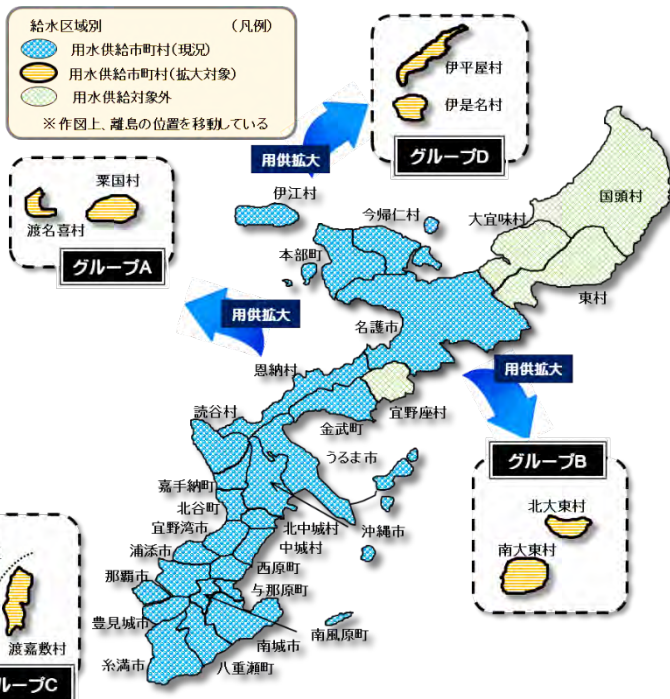 給水区域別 (凡例)
用水供給市町村(現況)
用水供給市町村(拡大対象)
用水供給対象外
※作図上、離島の位置を移動している
伊平屋村
伊是名村
グループD
用供拡大
伊江村
今帰仁村
大宜味村
国頭村
東村
本部町
粟国村
渡名喜村
グループA
用供拡大
名護市
用供拡大
恩納村
宜野座村
金武町
読谷村
うるま市
グループB
北大東村
南大東村
嘉手納町
北谷町
宜野湾市
北中城村
沖縄市
中城村
浦添市
西原町
那覇市
与那原町
豊見城市
南風原町
南城市
糸満市
八重瀬町
渡嘉敷村
ループC